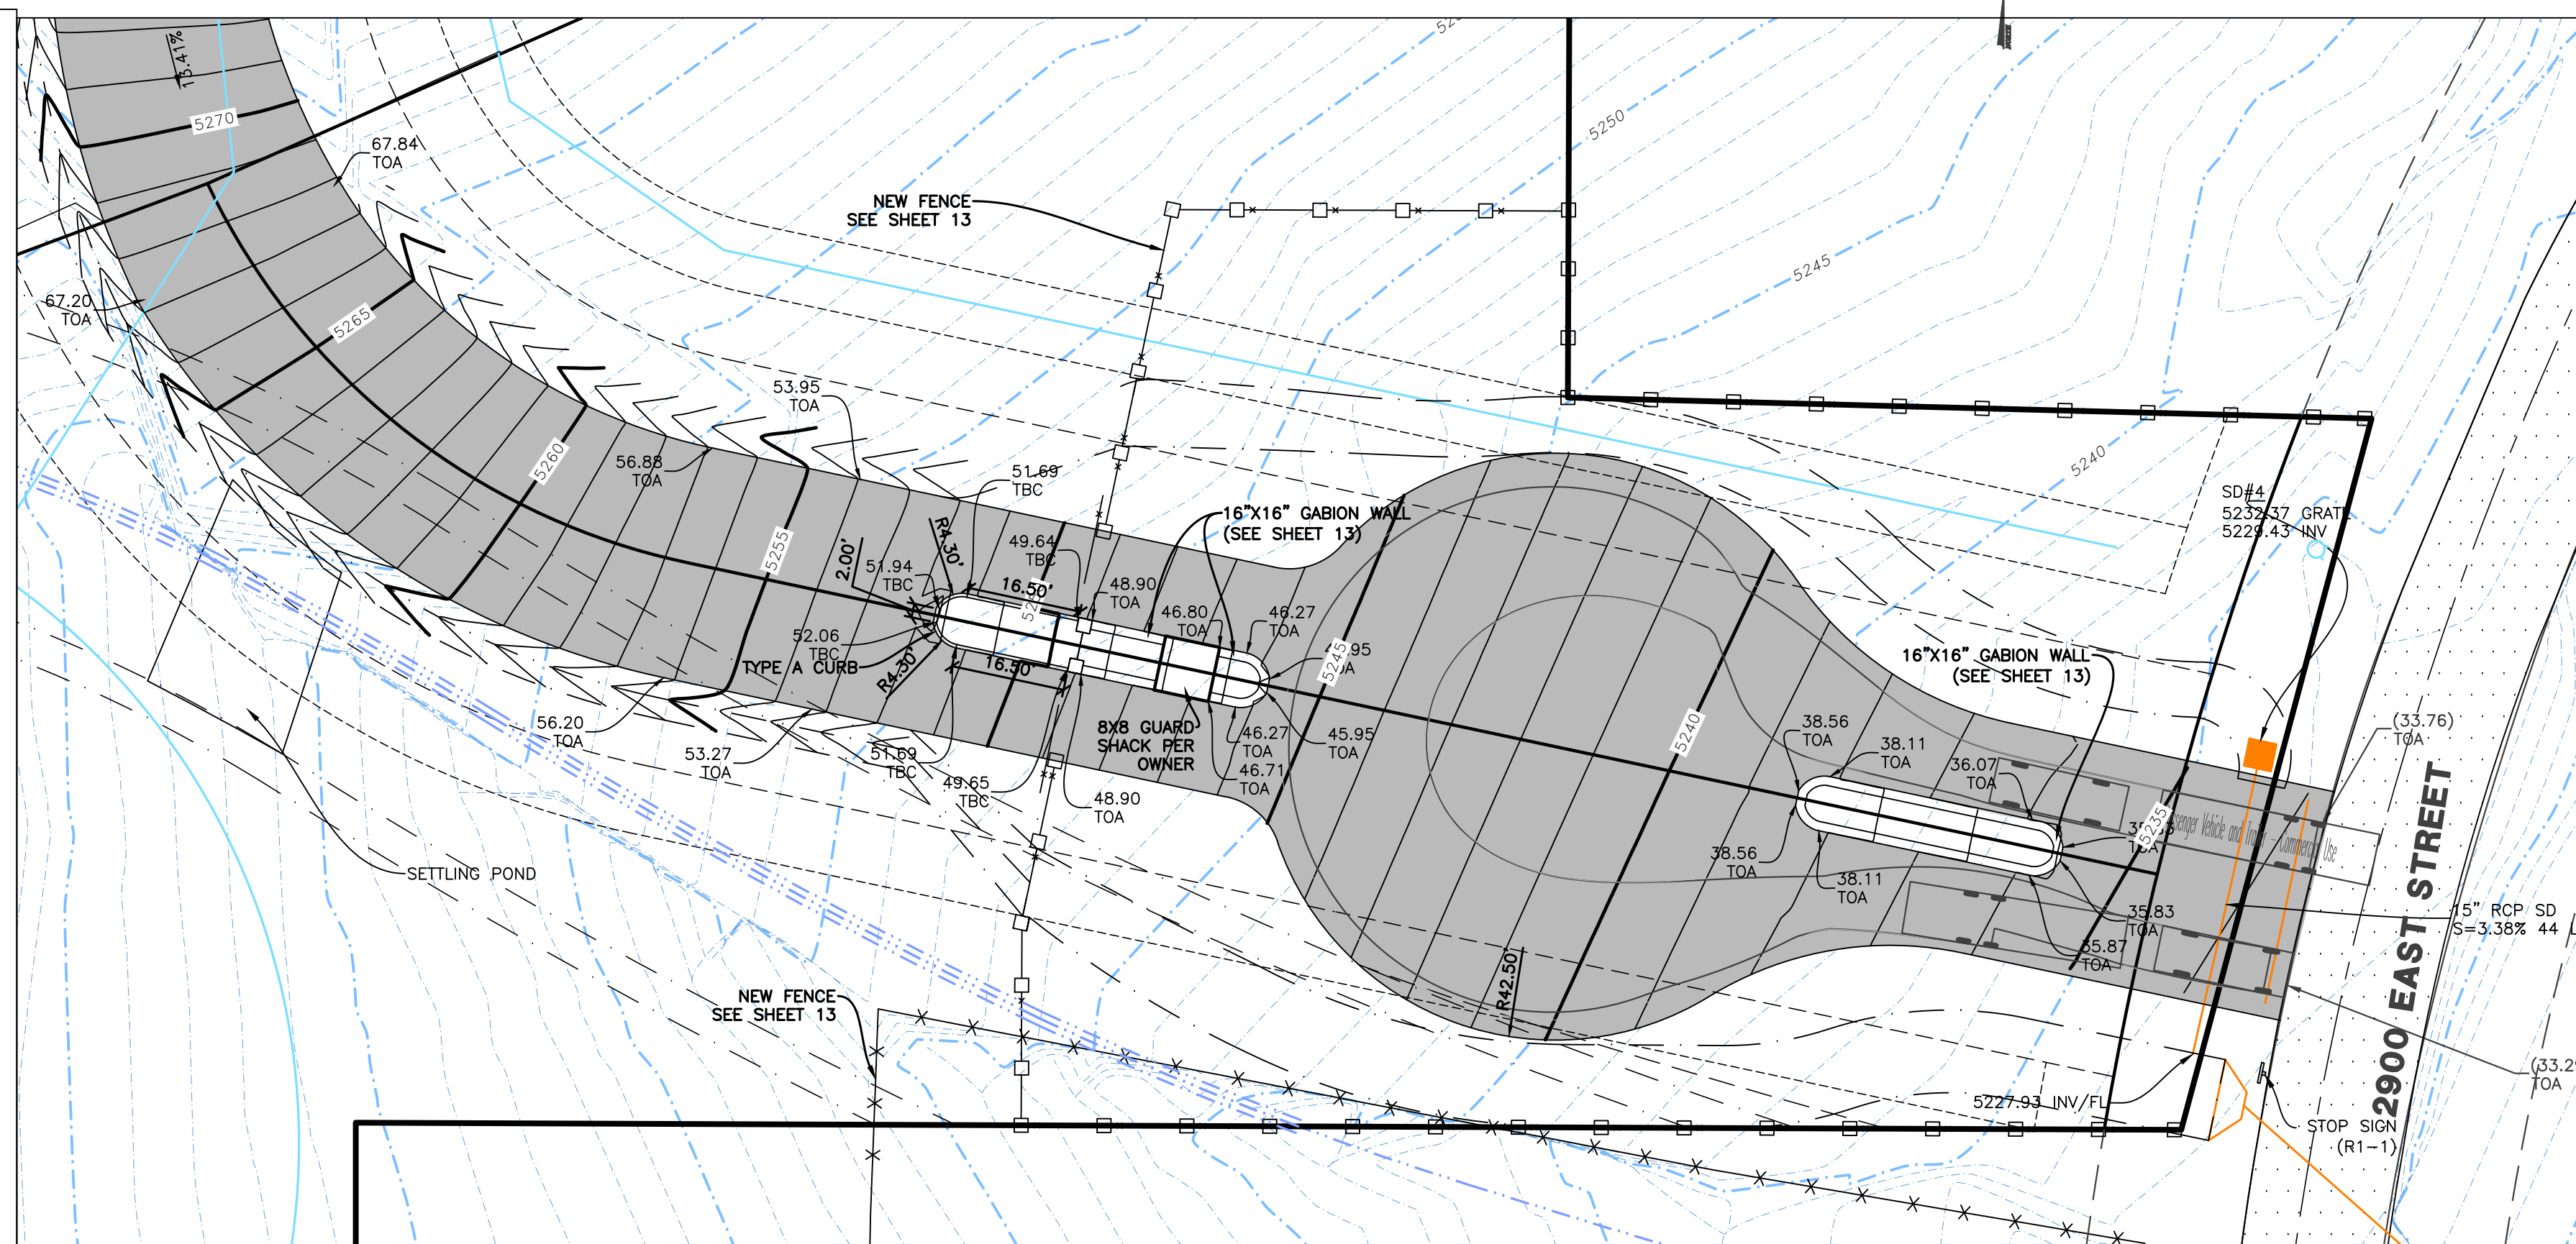 13.41%
5270
67.84
TOA
NEW FENCE
SEE SHEET 13
5250
5245
67.20
TOA
5265
53.95
TOA
5240
56.88
TOA
5260
51.69
TBC
SD#4
5232.37 GRATE
5229.43 INV
16"X16" GABION WALL
(SEE SHEET 13)
R4.30'
2.00'
49.64
TBC
5255
51.94
TBC
16.50'
48.90
TOA
46.80
TOA
46.27
TOA
52.06
TBC
TYPE A CURB
R4.30'
16.50'
5245
16"X16" GABION WALL
(SEE SHEET 13)
56.20
TOA
53.27
TOA
51.69
TBC
8X8 GUARD
SHACK PER
OWNER
46.27
TOA
45.95
TOA
46.71
TOA
5240
38.56
TOA
38.11
TOA
36.07
TOA
(33.76)
TOA
49.65
TBC
48.90
TOA
5235
Vehicle and Trailer - Commercial Use
38.56
TOA
38.11
TOA
SETTLING POND
35.83
TOA
35.87
TOA
15" RCP SD
S=3.38% 44
2900 EAST STREET
R42.50'
NEW FENCE
SEE SHEET 13
5227.93 INV/FL
TOA
STOP SIGN
(R1-1)